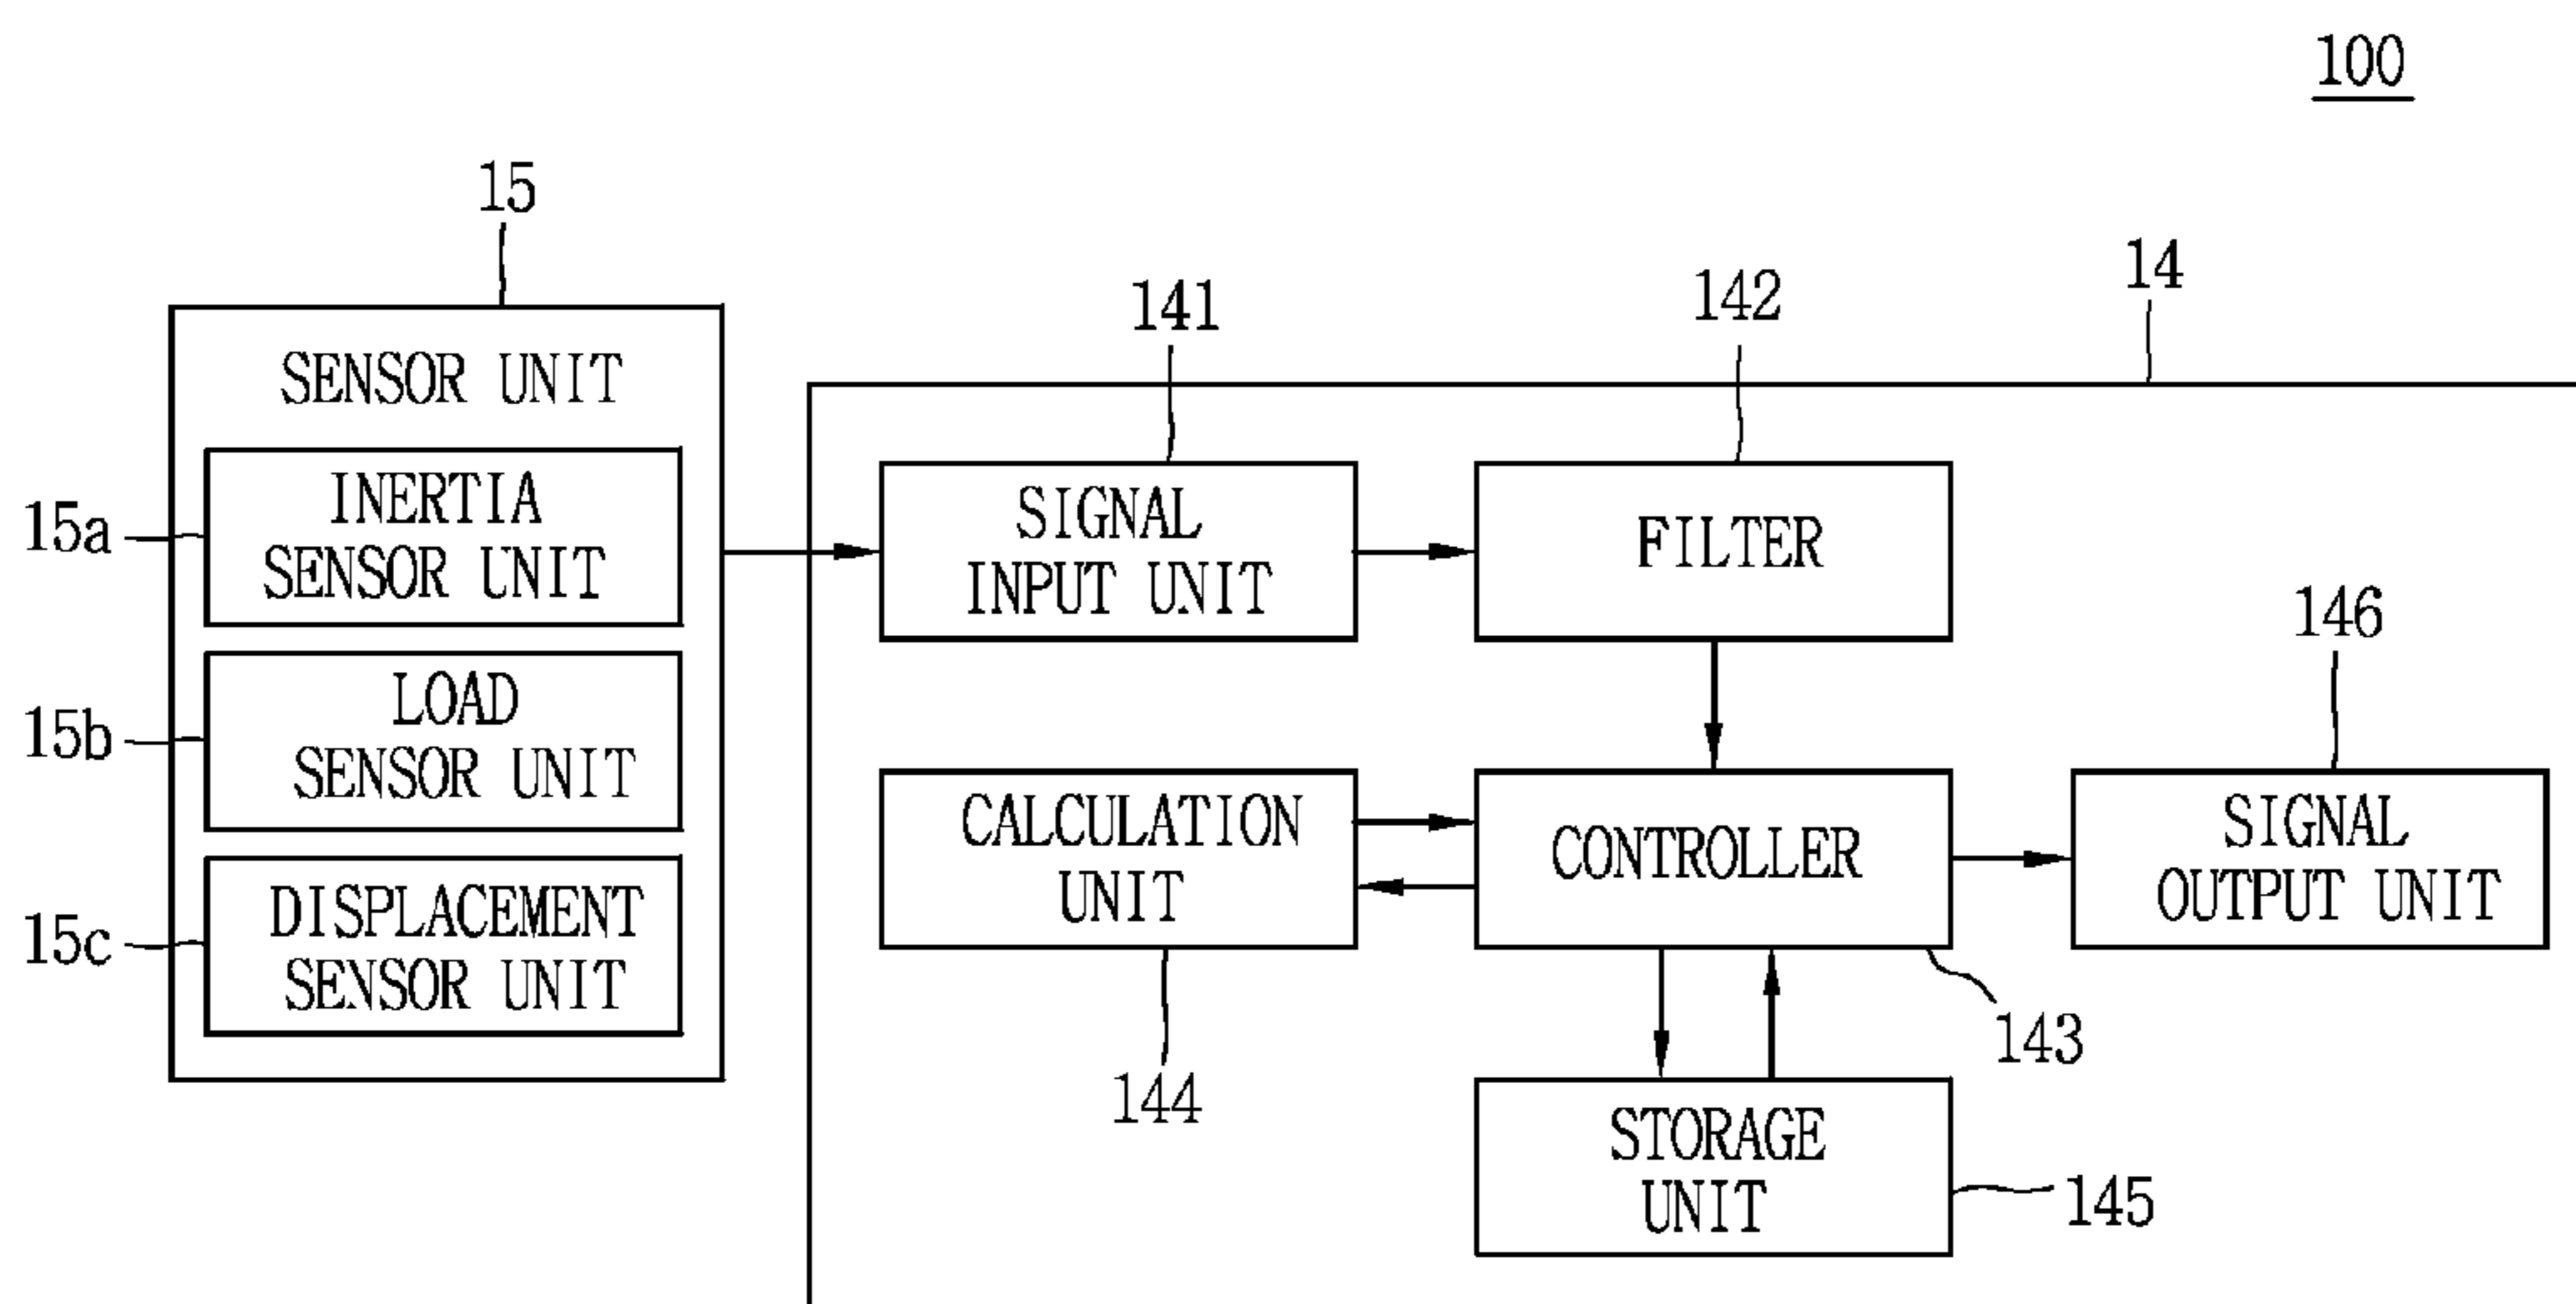 100
15
14
141
142
SENSOR UNIT
15a
INERTIA
SENSOR UNIT
SIGNAL
INPUT UNIT
FILTER
146
15b
LOAD
SENSOR UNIT
CALCULATION
UNIT
CONTROLLER
SIGNAL
OUTPUT UNIT
15c
DISPLACEMENT
SENSOR UNIT
143
144
STORAGE
UNIT
145